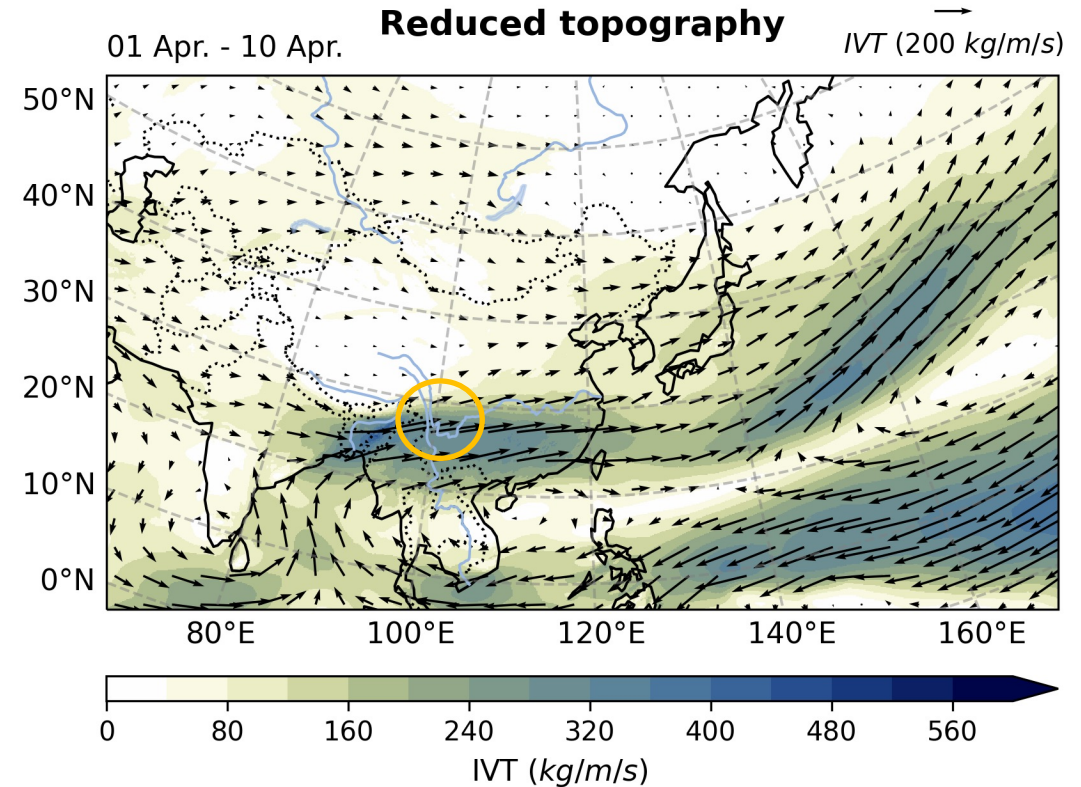 Reduced topography
01 Apr. - 10 Apr.
IVT (200 kg/m/s)
50°N
40°N
30°N
20°N
10°N
0°N
80°E 100°E 120°E 140°E 160°E
0 80 160 240 320 400 480 560
IVT (kg/m/s)